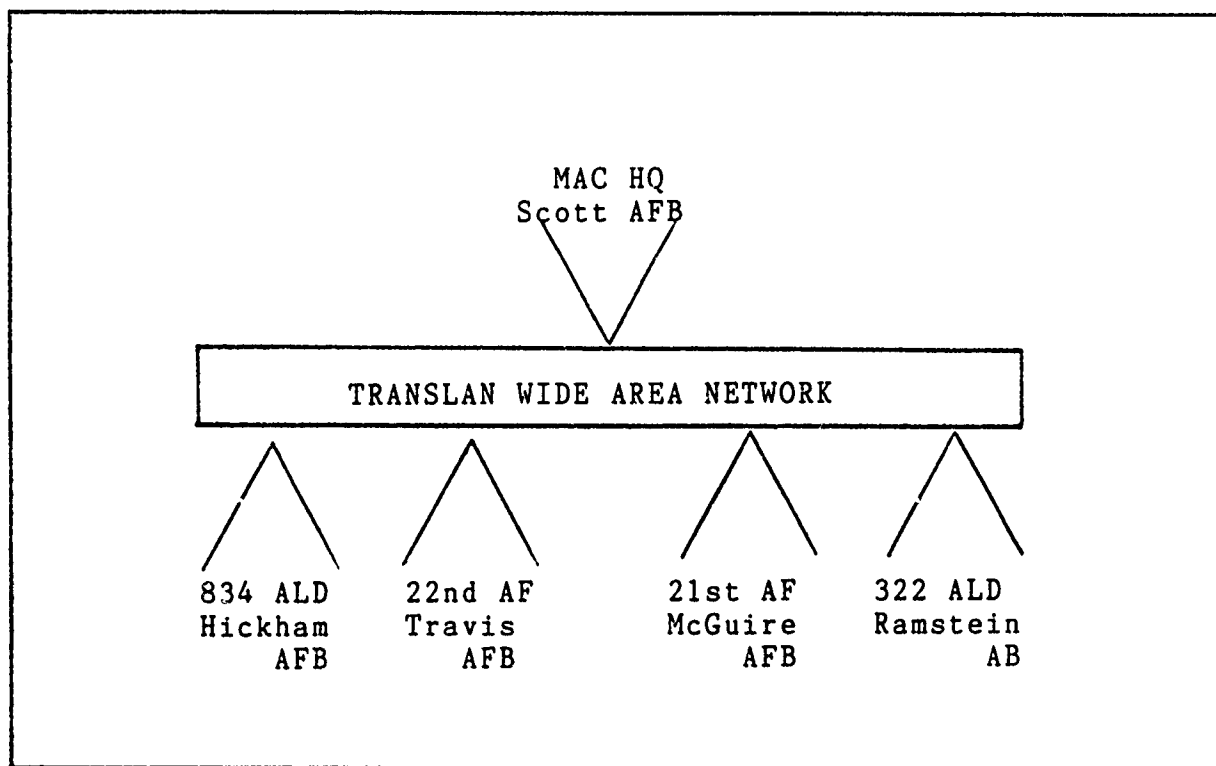 MAC HQ
Scott AFB
TRANSLAN WIDE AREA NETWORK
834 ALD
Hickham
AFB
22nd AF
Travis
AFB
21st AF
McGuire
AFB
322 ALD
Ramstein
AB